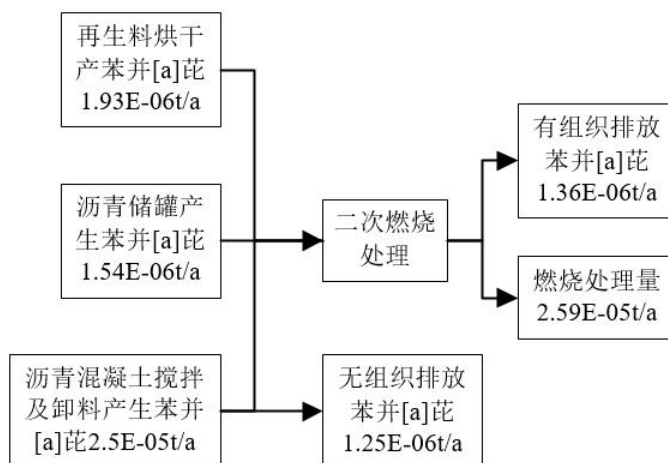 再生料烘干
产苯并[a]芘
1.93E-06t/a
沥青储罐产
生苯并[a]芘
1.54E-06t/a
沥青混凝土搅拌
及卸料产生苯并
[a]芘2.5E-05t/a
二次燃烧
处理
无组织排放
苯并[a]芘
1.25E-06t/a
有组织排放
苯并[a]芘
1.36E-06t/a
燃烧处理量
2.59E-05t/a